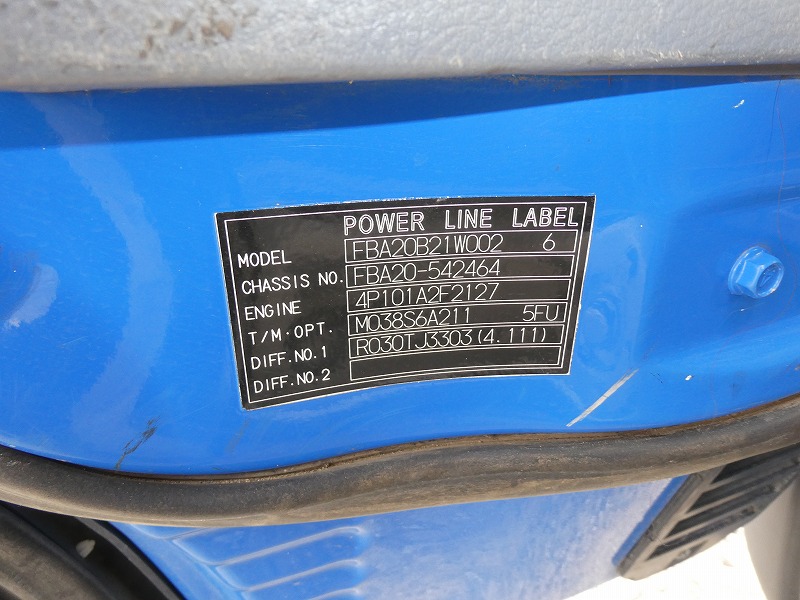 POWER LINE LABEL
MODEL FBA20B21W002 6
CHASSIS NO. FBA20-542464
ENGINE 4P101A2F2127
T/M·OPT. M038S6A211 5FU
DIFF.NO.1 R030TJ3303(4.111)
DIFF.NO.2